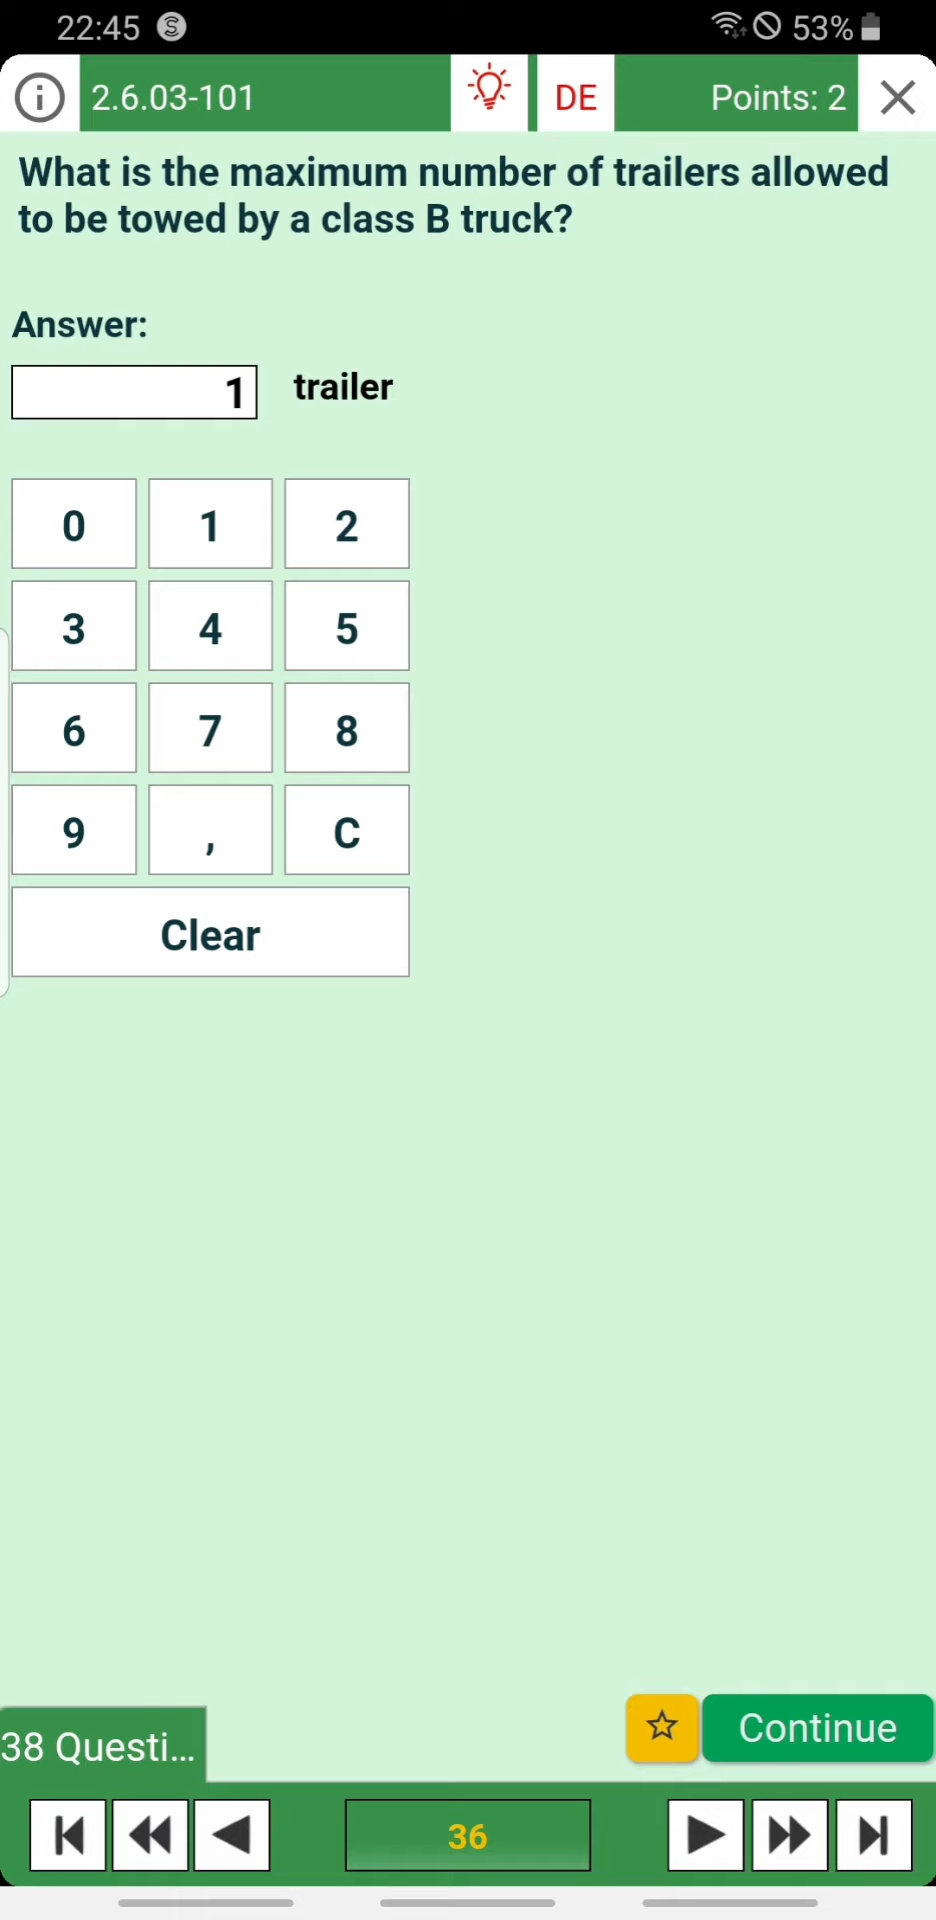 22:45
53%
2.6.03-101
DE
Points: 2
What is the maximum number of trailers allowed
to be towed by a class B truck?
Answer:
1 trailer
0 1 2
3 4 5
6 7 8
9 , C
Clear
Continue
38 Questi...
36